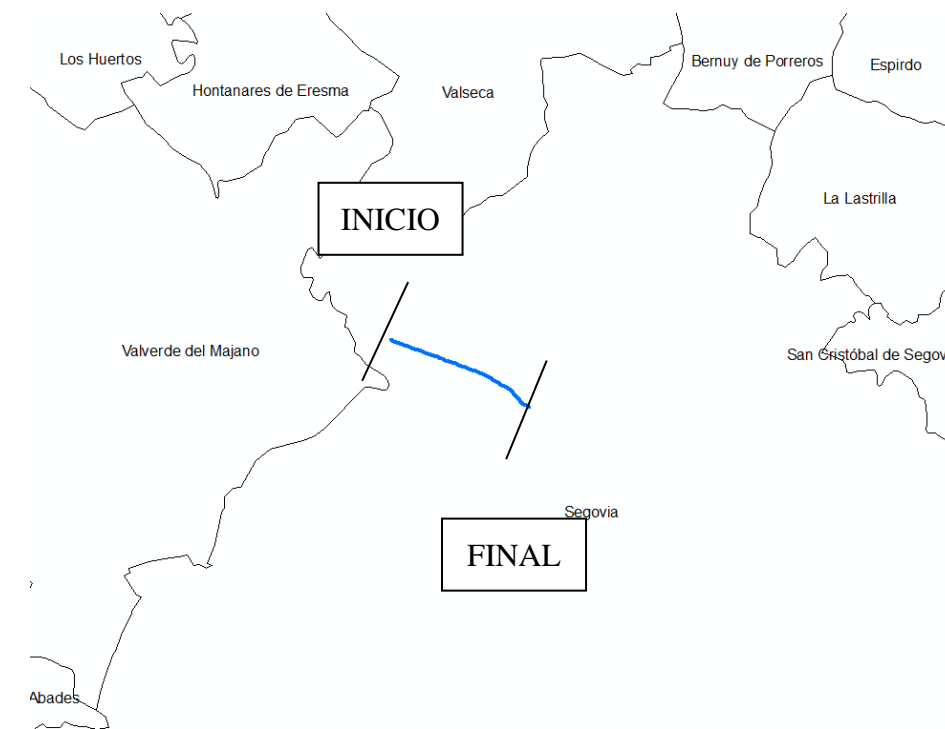 Los Huertos
Hontanares de Eresma
Valseca
Bernuy de Porreros
Espirdo
La Lastrilla
INICIO
Valverde del Majano
San Cristóbal de Segov
Segovia
FINAL
Abades